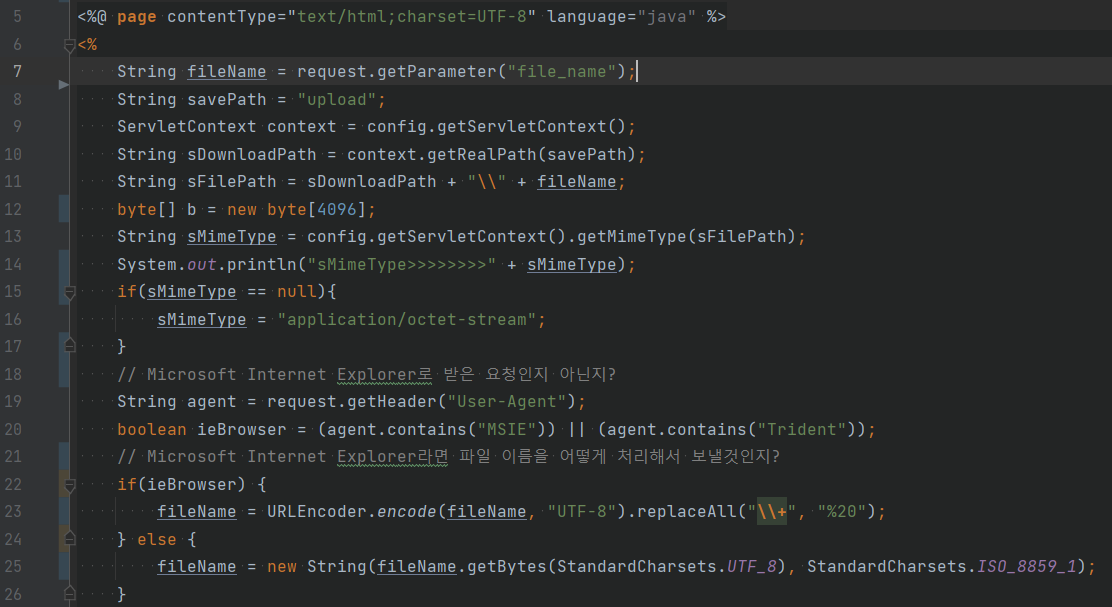 5 <%@ page contentType="text/html;charset=UTF-8" language="java" %>
6 <%
7 String fileName = request.getParameter("file_name");
8 String savePath = "upload";
9 ServletContext context = config.getServletContext();
10 String sDownloadPath = context.getRealPath(savePath);
11 String sFilePath = sDownloadPath + "\\" + fileName;
12 byte[] b = new byte[4096];
13 String sMimeType = config.getServletContext().getMimeType(sFilePath);
14 System.out.println("sMimeType>>>>>>>>" + sMimeType);
15 if(sMimeType == null){
16 sMimeType = "application/octet-stream";
17 }
18 // Microsoft Internet Explorer로 받은 요청인지 아닌지?
19 String agent = request.getHeader("User-Agent");
20 boolean ieBrowser = (agent.contains("MSIE")) || (agent.contains("Trident"));
21 // Microsoft Internet Explorer라면 파일 이름을 어떻게 처리해서 보낼것인지?
22 if(ieBrowser) {
23 fileName = URLEncoder.encode(fileName, "UTF-8").replaceAll("\\+", "%20");
24 } else {
25 fileName = new String(fileName.getBytes(StandardCharsets.UTF_8), StandardCharsets.ISO_8859_1);
26 }